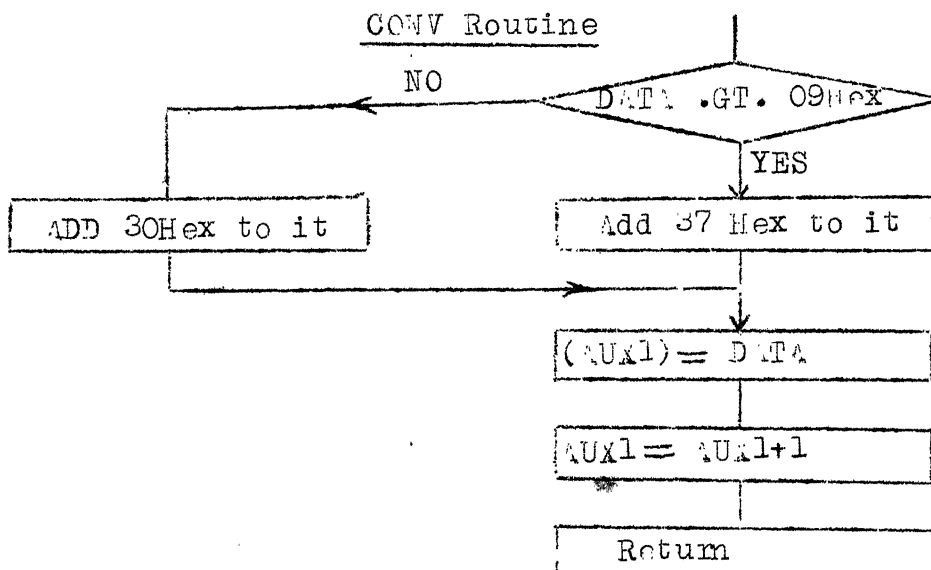 CONV Routine
NO
DATA .GT. 09Hex
YES
ADD 30Hex to it
Add 37 Hex to it
(AUX1) = DATA
AUX1 = AUX1+1
Return